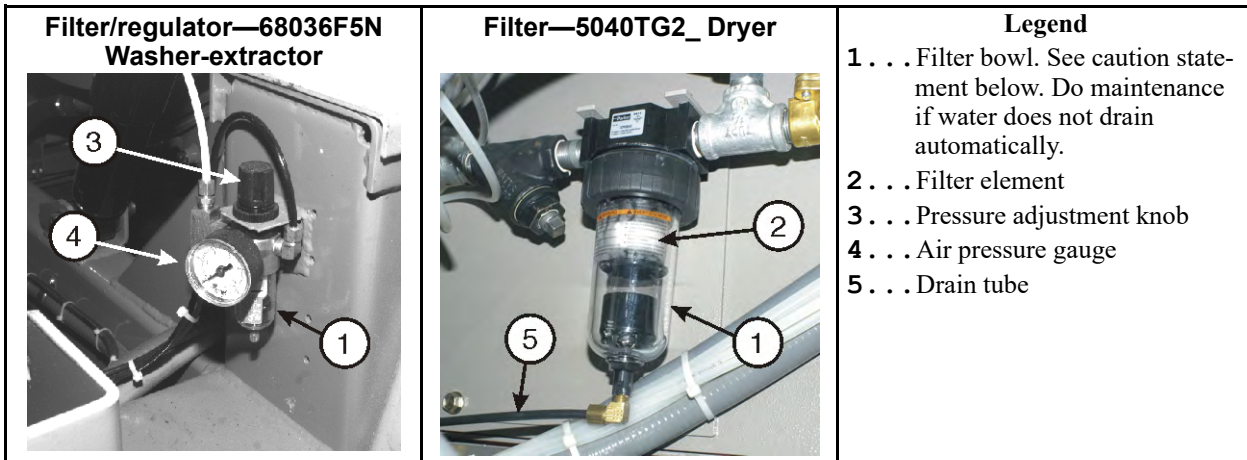 Filter/regulator—68036F5N
Washer-extractor
3
4
1
Filter—5040TG2_ Dryer
2
1
5
Legend
1 . . . Filter bowl. See caution state-
ment below. Do maintenance
if water does not drain
automatically.
2 . . . Filter element
3 . . . Pressure adjustment knob
4 . . . Air pressure gauge
5 . . . Drain tube